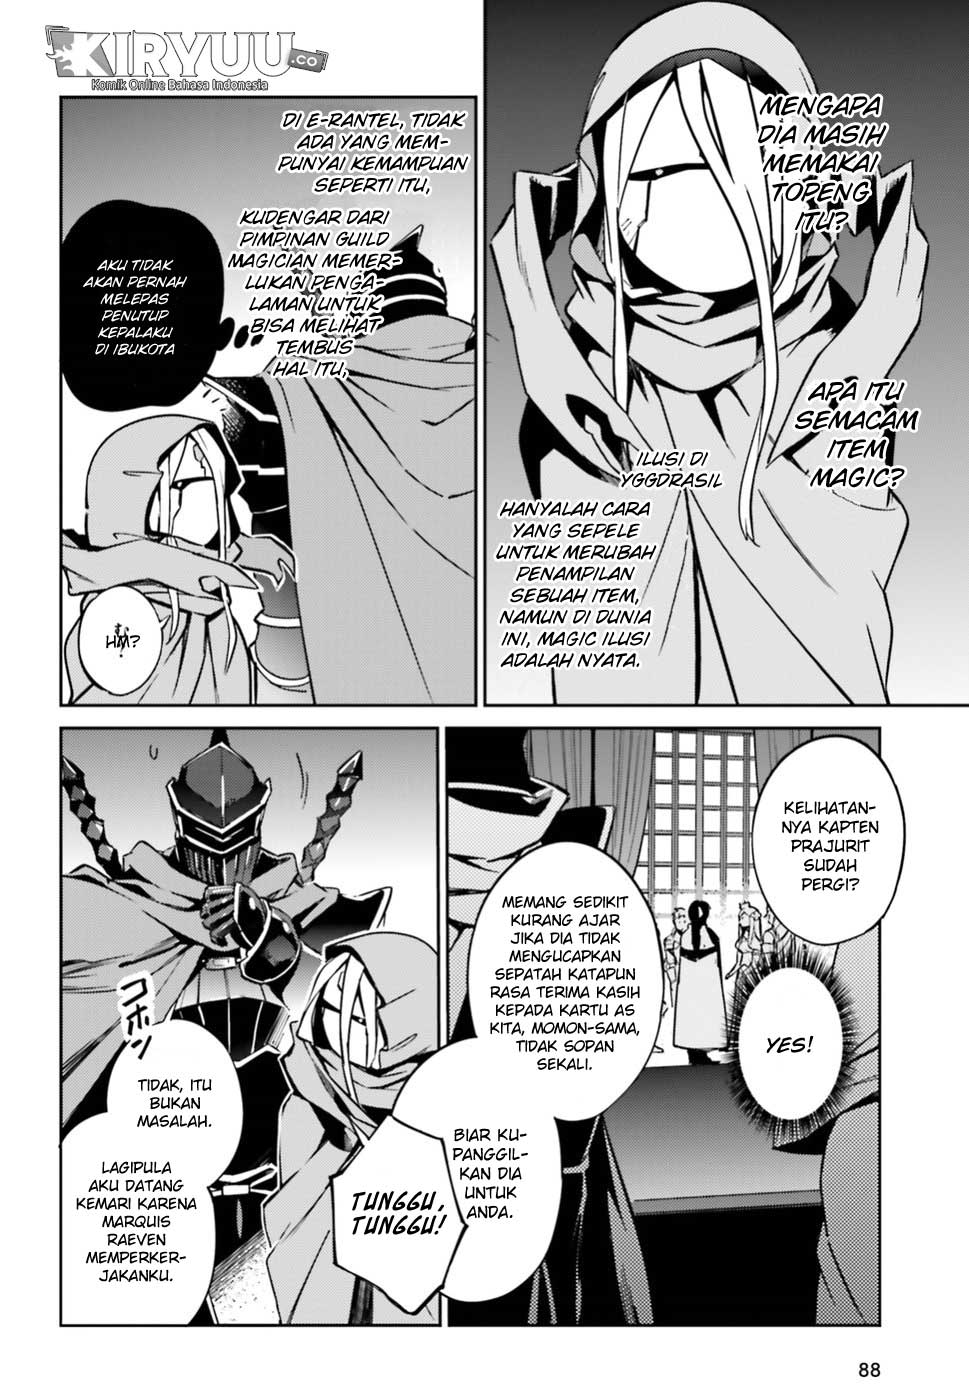 KIRYUU.CO
Komik Online Bahasa Indonesia
MENGAPA
DIA MASIH
MEMAKAI
TOPENG
ITU?
APA ITU
SEMACAM
ITEM
MAGIC?
ILUSI DI
YGGDRASIL
HANYALAH CARA
YANG SEPELE
UNTUK MERUBAH
PENAMPILAN
SEBUAH ITEM,
NAMUN DI DUNIA
INI, MAGIC ILUSI
ADALAH NYATA.
DI E-RANTEL, TIDAK
ADA YANG MEM-
PUNYAI KEMAMPUAN
SEPERTI ITU,
KUDENGAR DARI
PIMPINAN GUILD
MAGICIAN MEMER-
LUKAN PENGA-
LAMAN UNTUK
BISA MELIHAT
TEMBUS
HAL ITU,
AKU TIDAK
AKAN PERNAH
MELEPAS
PENUTUP
KEPALAKU
DI IBUKOTA
HM?
KELIHATAN-
NYA KAPTEN
PRAJURIT
SUDAH
PERGI?
YES!
MEMANG SEDIKIT
KURANG AJAR
JIKA DIA TIDAK
MENGUCAPKAN
SEPATAH KATAPUN
RASA TERIMA KASIH
KEPADA KARTU AS
KITA, MOMON-SAMA,
TIDAK SOPAN
SEKALI.
BIAR KU-
PANGGIL-
KAN DIA
UNTUK
ANDA.
TUNGGU,
TUNGGU!
コホン
TIDAK, ITU
BUKAN
MASALAH.
LAGIPULA
AKU DATANG
KEMARI KARENA
MARQUIS
RAEVEN
MEMPERKER-
JAKANKU.
88